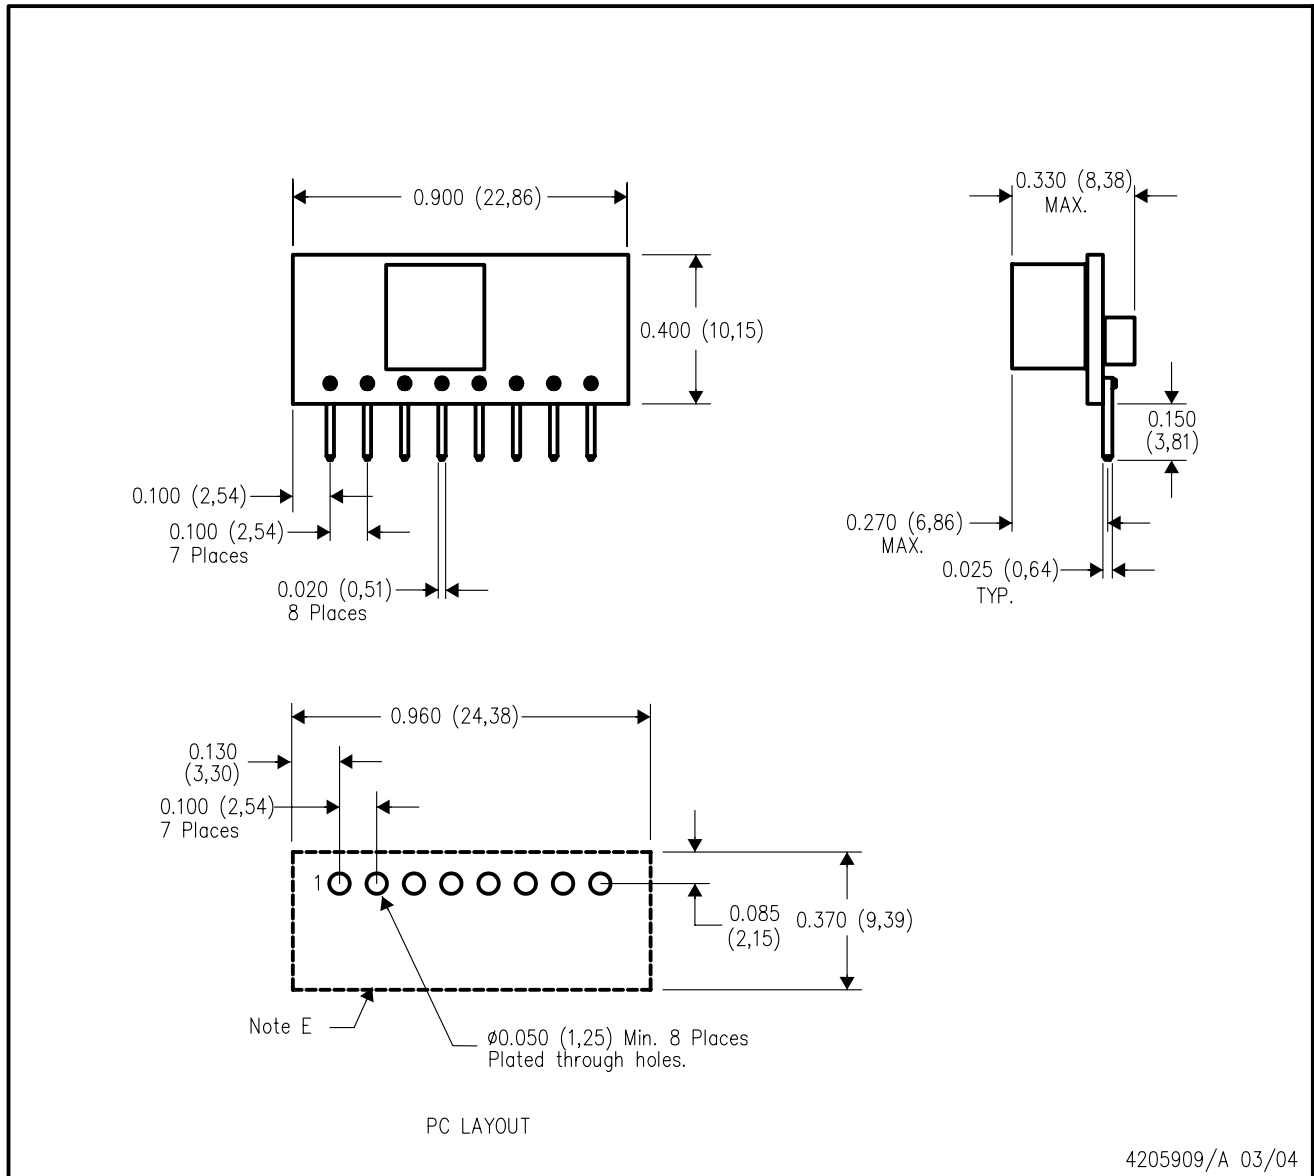 0.900 (22,86)
0.330 (8,38)
MAX.
0.400 (10,15)
0.150
(3,81)
0.100 (2,54)
0.100 (2,54)
7 Places
0.020 (0,51)
8 Places
0.270 (6,86)
MAX.
0.025 (0,64)
TYP.
0.960 (24,38)
0.130
(3,30)
0.100 (2,54)
7 Places
1
0.085
(2,15)
0.370 (9,39)
Note E
ø0.050 (1,25) Min. 8 Places
Plated through holes.
PC LAYOUT
4205909/A 03/04